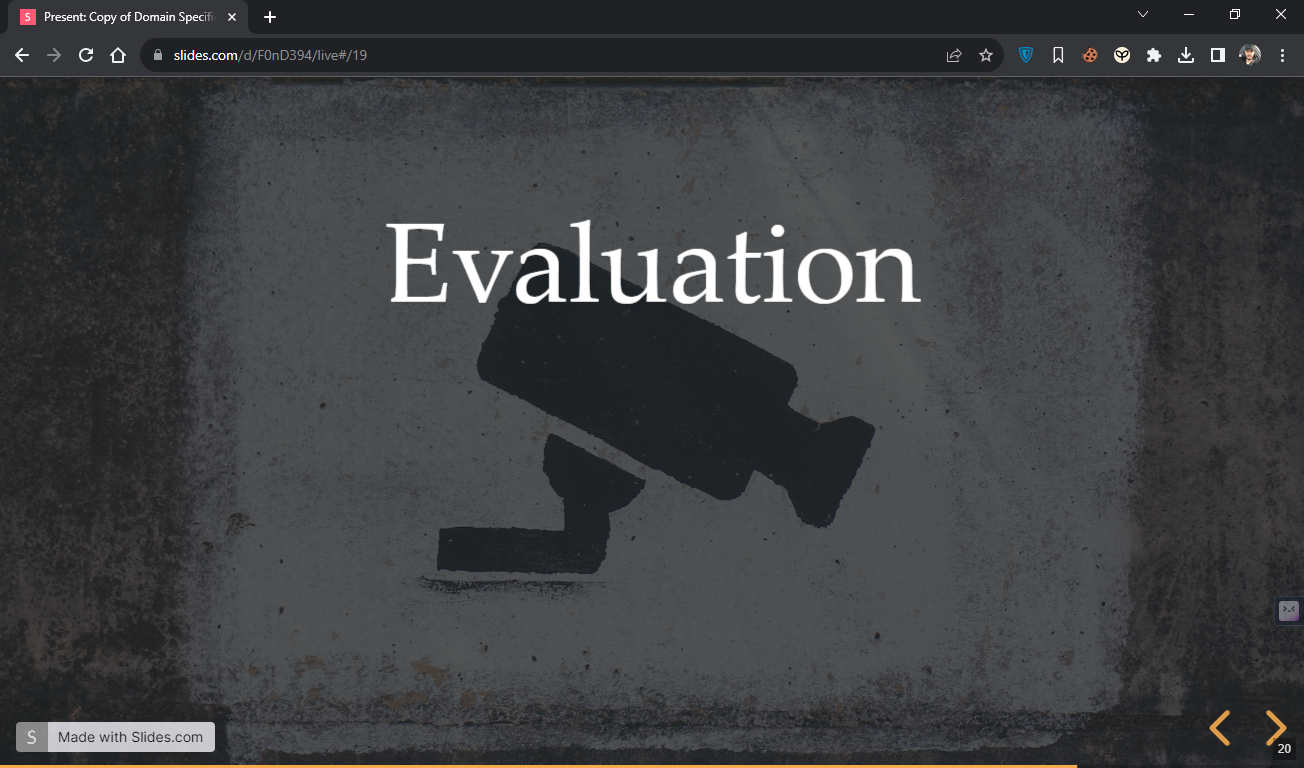 S
Present: Copy of Domain Specifi
slides.com/d/F0nD394/live#/19
Evaluation
S Made with Slides.com
20